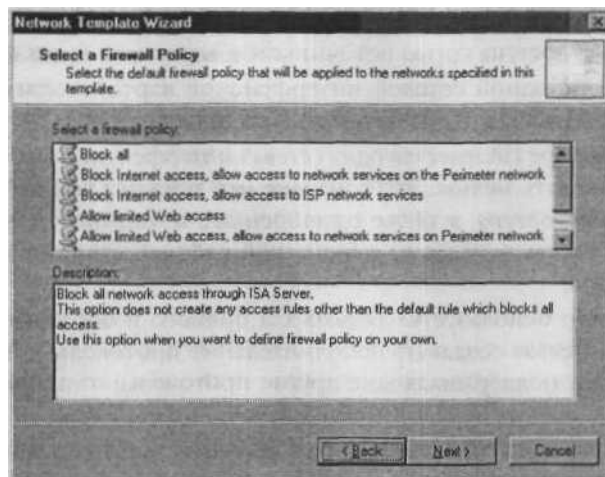 Network Template Wizard
Select a Firewall Policy
Select the default firewall policy that will be applied to the networks specified in this
template.
Select a firewall policy:
Block all
Block Internet access, allow access to network services on the Perimeter network
Block Internet access, allow access to ISP network services
Allow limited Web access
Allow limited Web access, allow access to network services on Perimeter network
Description:
Block all network access through ISA Server.
This option does not create any access rules other than the default rule which blocks all
access.
Use this option when you want to define firewall policy on your own.
< Back
Next >
Cancel